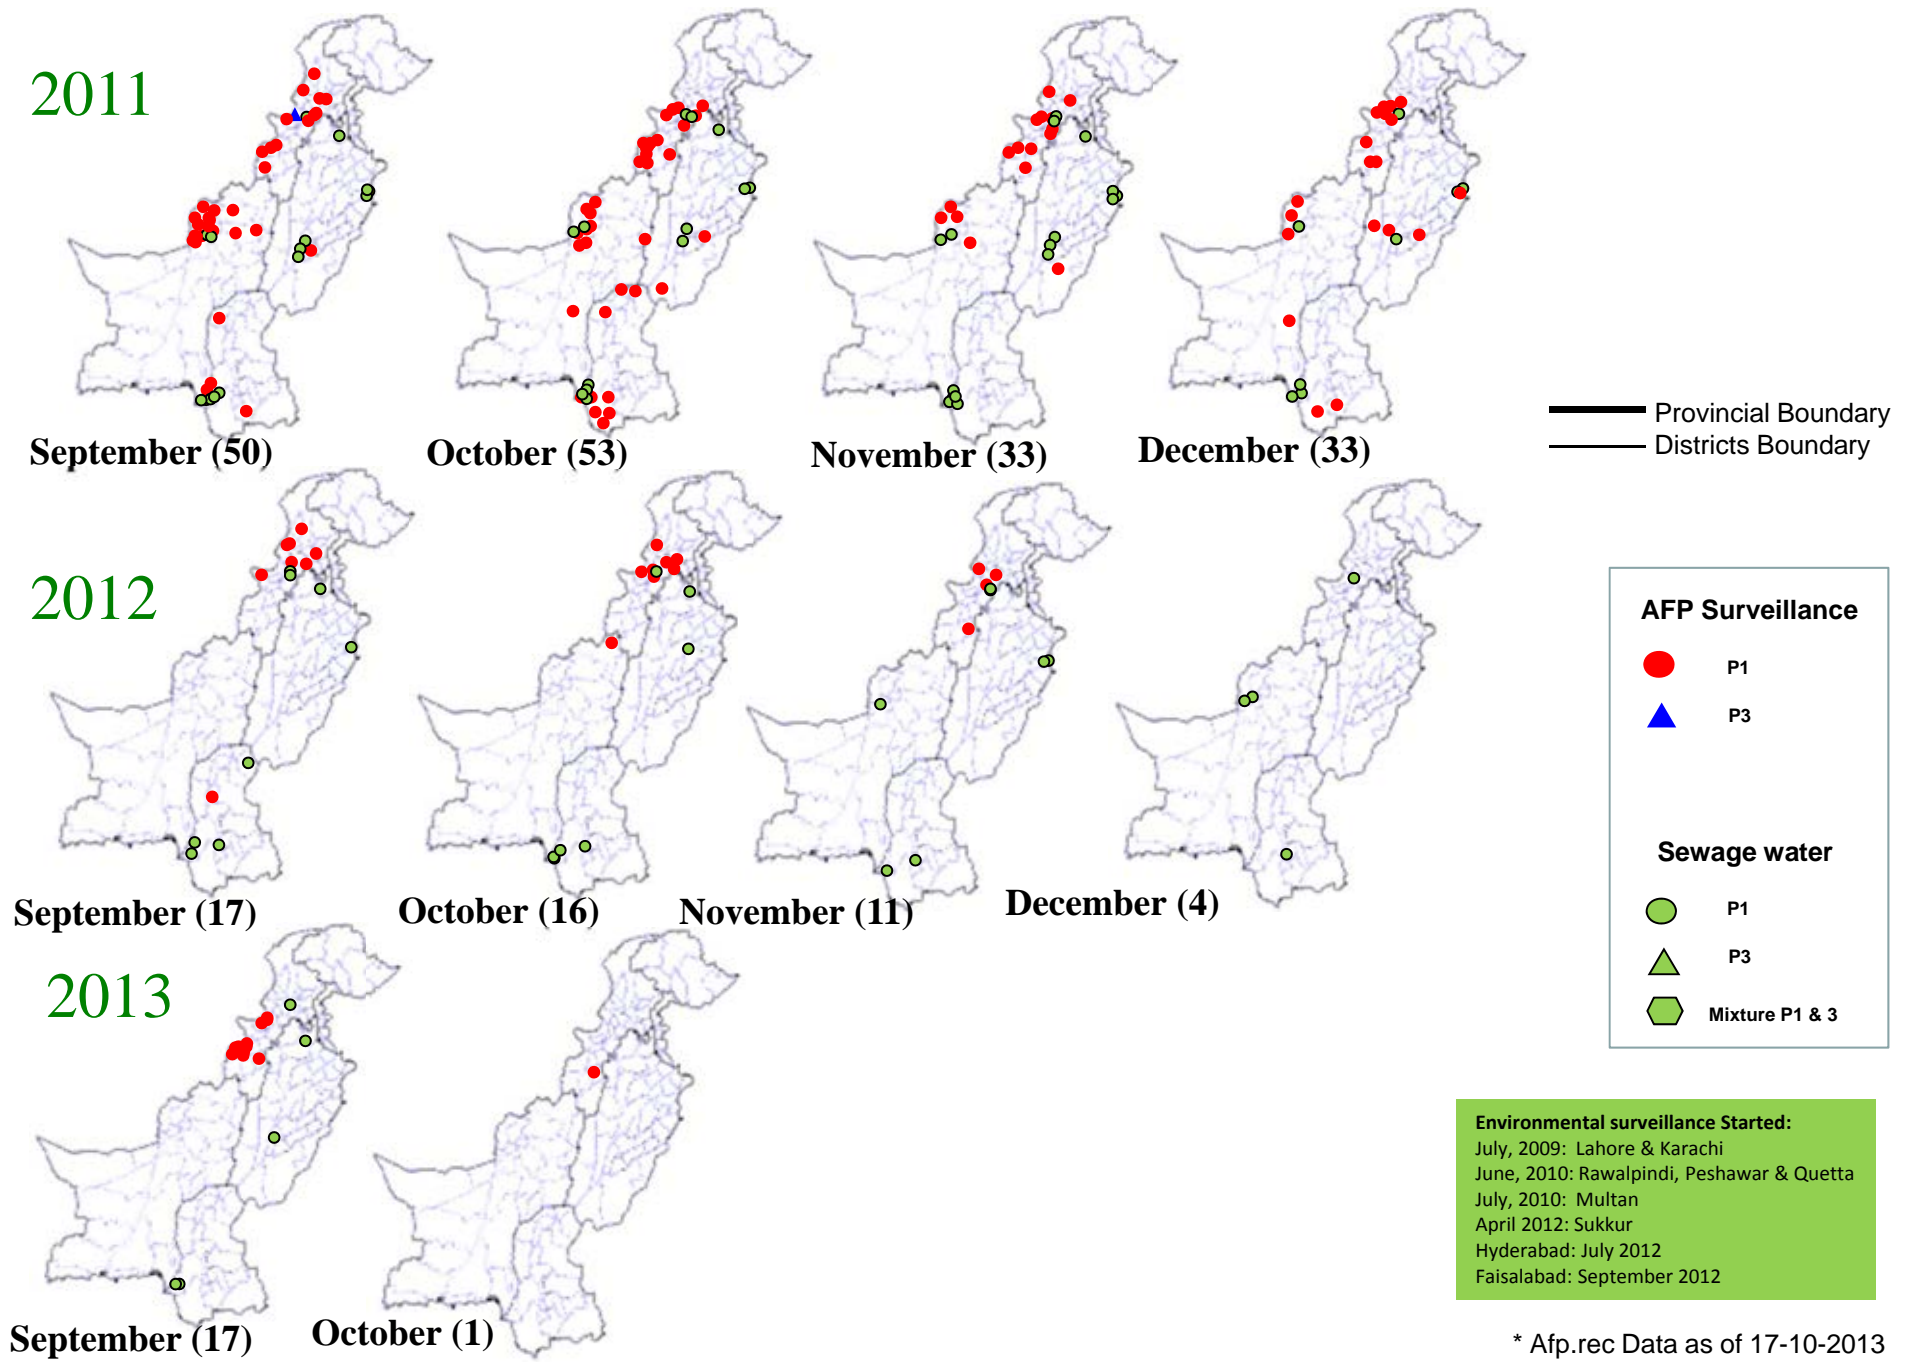 2011
September (50)
October (53)
November (33)
December (33)
Provincial Boundary
Districts Boundary
2012
September (17)
October (16)
November (11)
December (4)
AFP Surveillance
P1
P3
Sewage water
P1
P3
Mixture P1 & 3
2013
September (17)
October (1)
Environmental surveillance Started:
July, 2009: Lahore & Karachi
June, 2010: Rawalpindi, Peshawar & Quetta
July, 2010: Multan
April 2012: Sukkur
Hyderabad: July 2012
Faisalabad: September 2012
* Afp.rec Data as of 17-10-2013